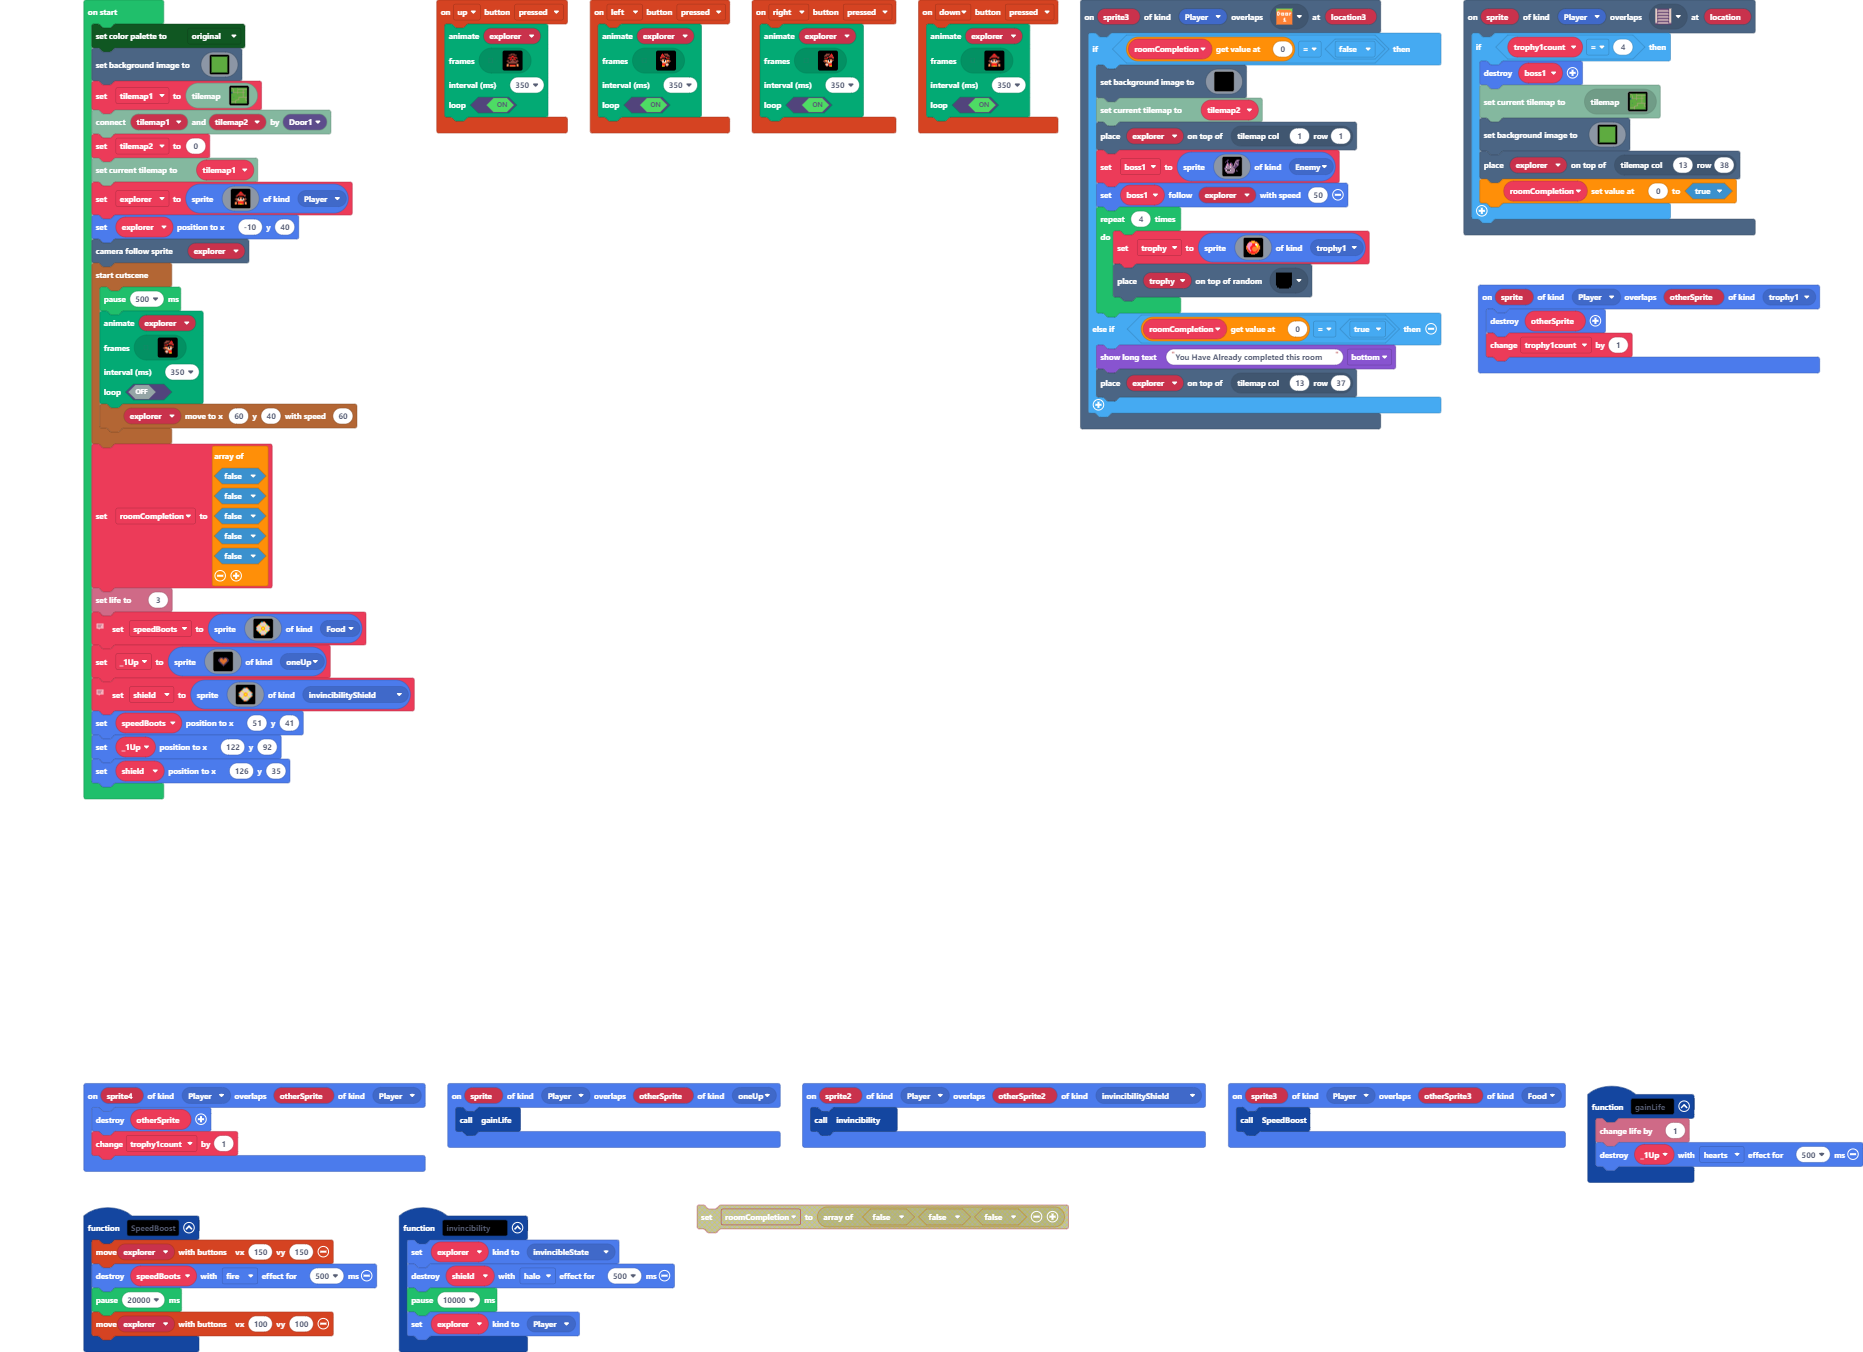 on start
set color palette to original
set background image to
set tilemap1 to tilemap
connect tilemap1 and tilemap2 by Door1
set tilemap2 to 0
set current tilemap to tilemap1
set explorer to sprite of kind Player
set explorer position to x -10 y 40
camera follow sprite explorer
start cutscene
pause 500 ms
animate explorer
frames
interval (ms) 350
loop OFF
explorer move to x 60 y 40 with speed 60
set roomCompletion to array of
false
false
false
false
false
set life to 3
set speedBoots to sprite of kind Food
set _1Up to sprite of kind oneUp
set shield to sprite of kind invincibilityShield
set speedBoots position to x 51 y 41
set _1Up position to x 122 y 92
set shield position to x 126 y 35
on up button pressed
animate explorer
frames
interval (ms) 350
loop ON
on left button pressed
animate explorer
frames
interval (ms) 350
loop ON
on right button pressed
animate explorer
frames
interval (ms) 350
loop ON
on down button pressed
animate explorer
frames
interval (ms) 350
loop ON
on sprite3 of kind Player overlaps at location3
if roomCompletion get value at 0 = false then
set background image to
set current tilemap to tilemap2
place explorer on top of tilemap col 1 row 1
set boss1 to sprite of kind Enemy
set boss1 follow explorer with speed 50
repeat 4 times
do
set trophy to sprite of kind trophy1
place trophy on top of random
else if roomCompletion get value at 0 = true then
show long text "You Have Already completed this room" bottom
place explorer on top of tilemap col 13 row 37
on sprite of kind Player overlaps at location
if trophy1count = 4 then
destroy boss1
set current tilemap to tilemap
set background image to
place explorer on top of tilemap col 13 row 38
roomCompletion set value at 0 to true
on sprite of kind Player overlaps otherSprite of kind trophy1
destroy otherSprite
change trophy1count by 1
on sprite4 of kind Player overlaps otherSprite of kind Player
destroy otherSprite
change trophy1count by 1
on sprite of kind Player overlaps otherSprite of kind oneUp
call gainLife
on sprite2 of kind Player overlaps otherSprite2 of kind invincibilityShield
call invincibility
on sprite3 of kind Player overlaps otherSprite3 of kind Food
call SpeedBoost
function gainLife
change life by 1
destroy _1Up with hearts effect for 500 ms
function SpeedBoost
move explorer with buttons vx 150 vy 150
destroy speedBoots with fire effect for 500 ms
pause 20000 ms
move explorer with buttons vx 100 vy 100
function invincibility
set explorer kind to invincibleState
destroy shield with halo effect for 500 ms
pause 10000 ms
set explorer kind to Player
set roomCompletion to array of false false false